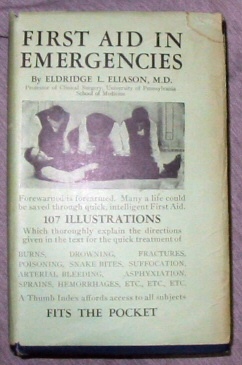 FIRST AID IN
EMERGENCIES
By ELDRIDGE L. ELIASON, M.D.
Professor of Clinical Surgery, University of Pennsylvania
School of Medicine
Forewarned is forearmed. Many a life could
be saved through quick, intelligent First Aid.
107 ILLUSTRATIONS
Which thoroughly explain the directions
given in the text for the quick treatment of
BURNS, DROWNING, FRACTURES,
POISONING, SNAKE BITES, SUFFOCATION,
ARTERIAL BLEEDING, ASPHYXIATION,
SPRAINS, HEMORRHAGES, ETC., ETC., ETC.
A Thumb Index affords access to all subjects
FITS THE POCKET